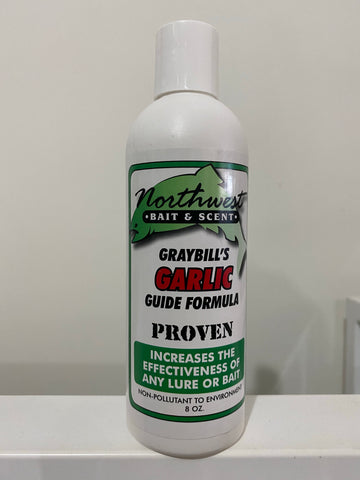 Northwest
• BAIT & SCENT •
GRAYBILL'S
GARLIC
GUIDE FORMULA
PROVEN
INCREASES THE
EFFECTIVENESS OF
ANY LURE OR BAIT
NON-POLLUTANT TO ENVIRONMENT
8 OZ.